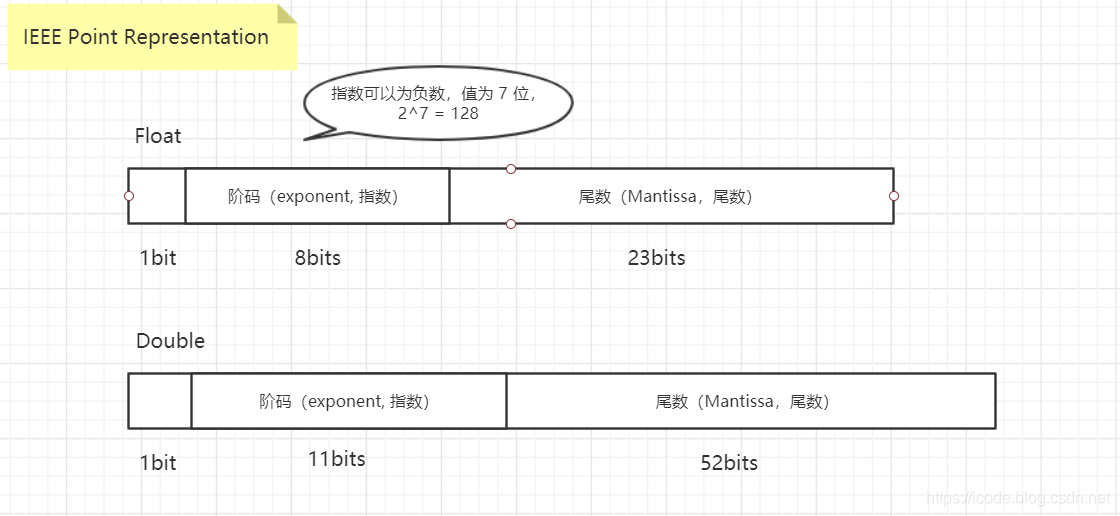 IEEE Point Representation
指数可以为负数，值为 7 位，
2^7 = 128
Float
阶码（exponent, 指数）
尾数（Mantissa，尾数）
1bit
8bits
23bits
Double
阶码（exponent, 指数）
尾数（Mantissa，尾数）
1bit
11bits
52bits
https://lcode.blog.csdn.net